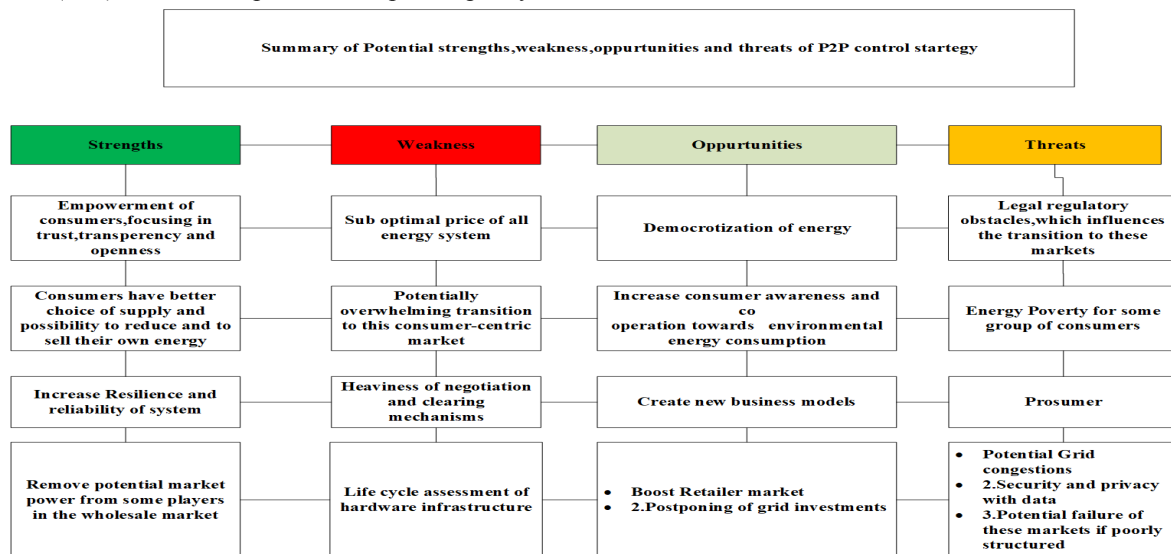 Summary of Potential strengths,weakness,oppurtunities and threats of P2P control startegy
Strengths
Weakness
Oppurtunities
Threats
Empowerment of
consumers,focusing in
trust,transperency and
openness
Sub optimal price of all
energy system
Democrotization of energy
Legal regulatory
obstacles,which influences
the transition to these
markets
Consumers have better
choice of supply and
possibility to reduce and to
sell their own energy
Potentially
overwhelming transition
to this consumer-centric
market
Increase consumer awareness and
co
operation towards environmental
energy consumption
Energy Poverty for some
group of consumers
Increase Resilience and
reliability of system
Heaviness of negotiation
and clearing
mechanisms
Create new business models
Prosumer
Remove potential market
power from some players
in the wholesale market
Life cycle assessment of
hardware infrastructure
• Boost Retailer market
• 2.Postponing of grid investments
• Potential Grid
congestions
• 2.Security and privacy
with data
• 3.Potential failure of
these markets if poorly
structured